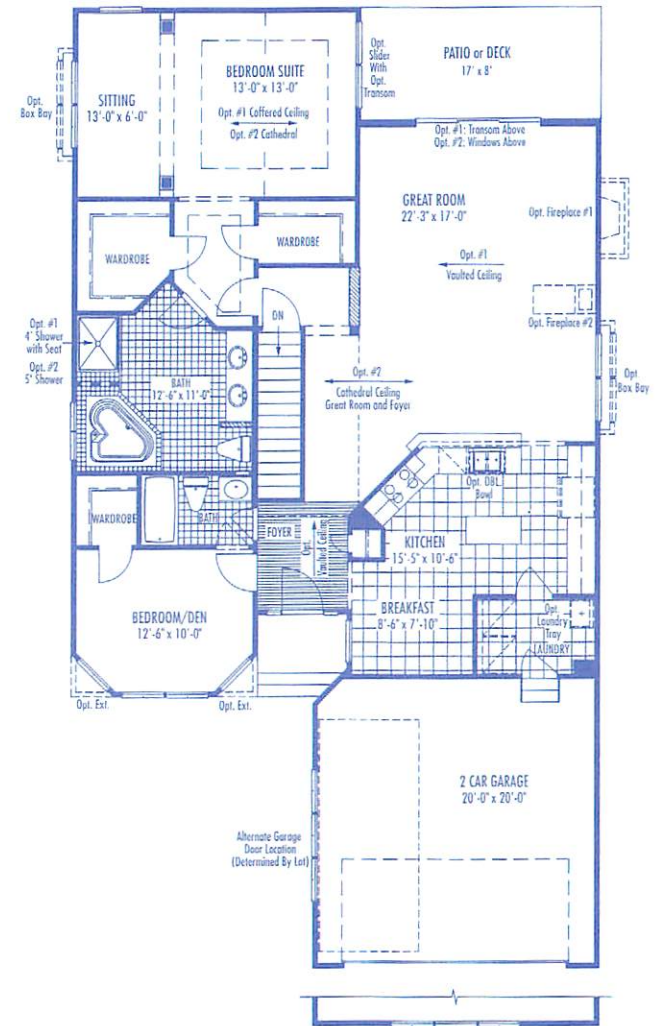 Opt.
Slider
With
Opt.
Transom
PATIO or DECK
17' x 8'
BEDROOM SUITE
13'-0" x 13'-0"
Opt. #1 Coffered Ceiling
Opt. #2 Cathedral
SITTING
13'-0" x 6'-0"
Opt.
Box Bay
Opt. #1: Transom Above
Opt. #2: Windows Above
GREAT ROOM
22'-3" x 17'-0"
Opt. Fireplace #1
Opt. #1
Vaulted Ceiling
Opt. Fireplace #2
WARDROBE
WARDROBE
DN
Opt. #1
4' Shower
with Seat
Opt. #2
5' Shower
BATH
12'-6" x 11'-0"
Opt. #2
Cathedral Ceiling
Great Room and Foyer
Opt.
Box Bay
Opt. DBL.
Bowl
WARDROBE
BATH
FOYER
Opt.
Vaulted Ceiling
KITCHEN
15'-5" x 10'-6"
BREAKFAST
8'-6" x 7'-10"
Opt.
Laundry
Tray
LAUNDRY
BEDROOM/DEN
12'-6" x 10'-0"
Opt. Ext.
Opt. Ext.
2 CAR GARAGE
20'-0" x 20'-0"
Alternate Garage
Door Location
(Determined By Lot)